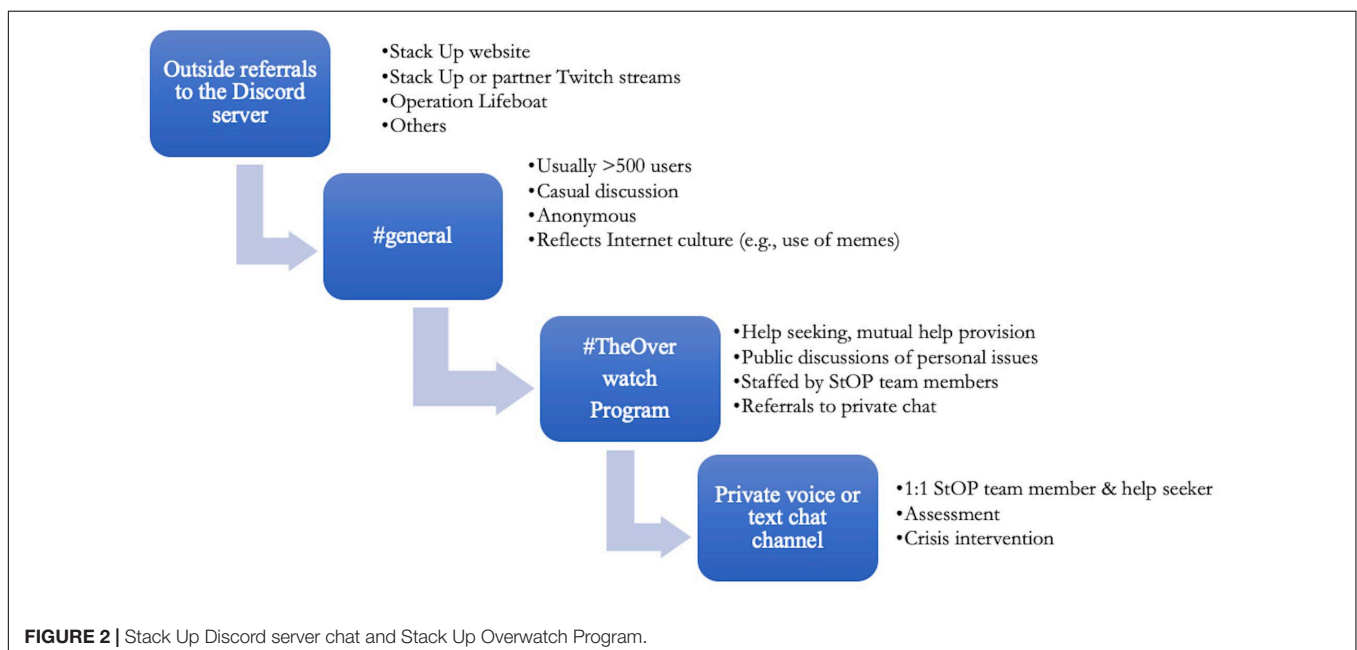 Outside referrals
to the Discord
server
•Stack Up website
•Stack Up or partner Twitch streams
•Operation Lifeboat
•Others
#general
•Usually >500 users
•Casual discussion
•Anonymous
•Reflects Internet culture (e.g., use of memes)
#TheOver
watch
Program
•Help seeking, mutual help provision
•Public discussions of personal issues
•Staffed by StOP team members
•Referrals to private chat
Private voice or
text chat
channel
•1:1 StOP team member & help seeker
•Assessment
•Crisis intervention
FIGURE 2 | Stack Up Discord server chat and Stack Up Overwatch Program.